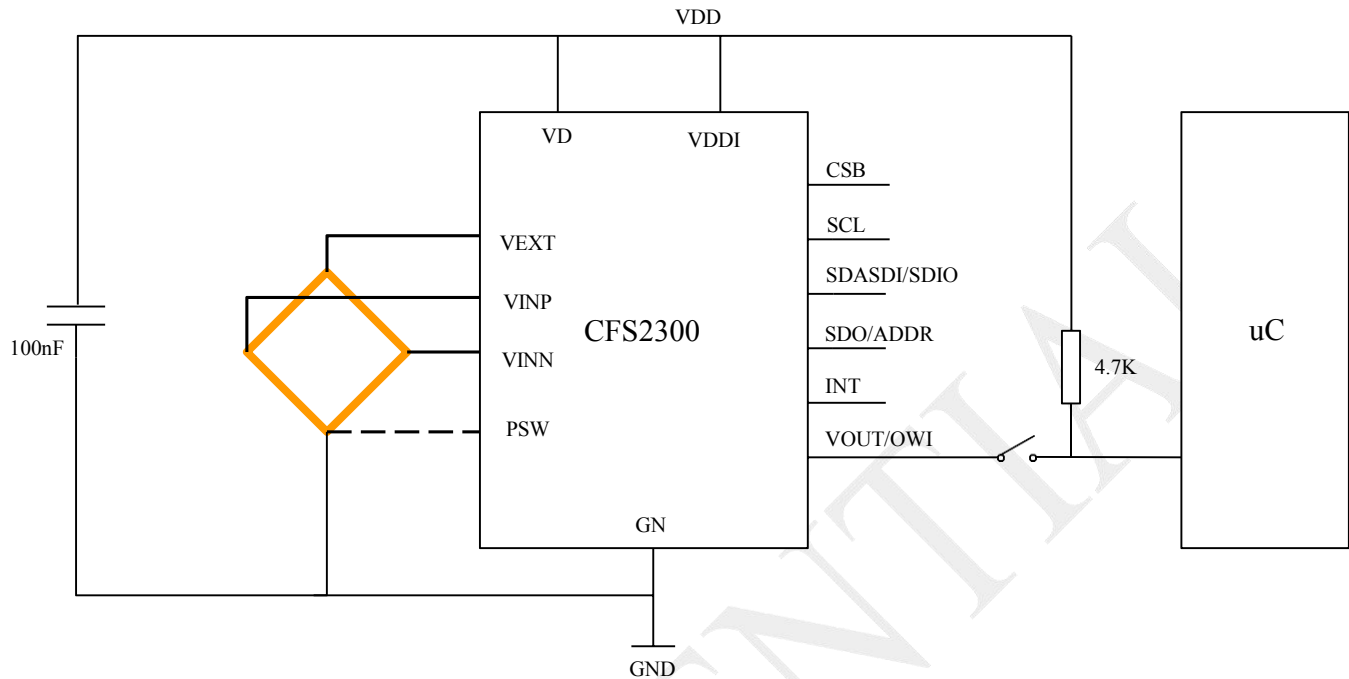 VDD
VD
VDDI
CSB
VEXT
SCL
VINP
SDASDI/SDIO
100nF
CFS2300
uC
VINN
SDO/ADDR
4.7K
INT
PSW
VOUT/OWI
GN
GND
NTIAL